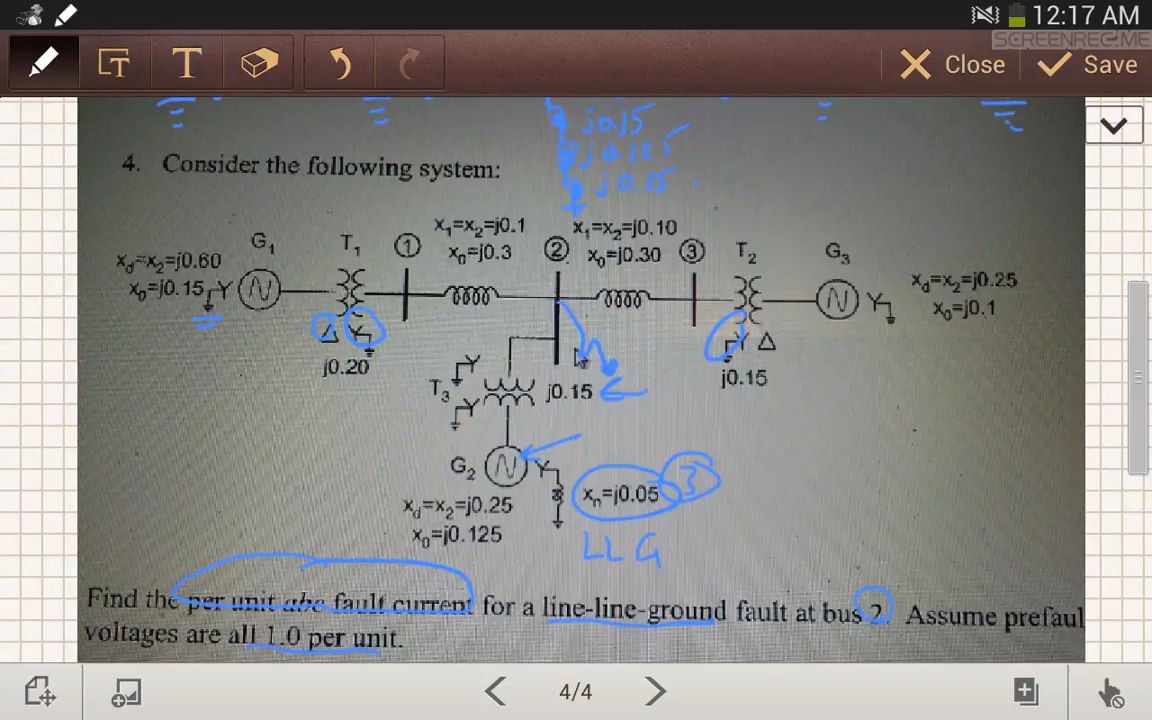 12:17 AM
SCREENREC.ME
T T Close Save
j0.15
j0.125
j0.15
4. Consider the following system:
x1=x2=j0.1 x1=x2=j0.10
G1 T1 1 x0=j0.3 2 x0=j0.30 3 T2 G3
xd=x2=j0.60
x0=j0.15 Y
xd=x2=j0.25
Y x0=j0.1
Δ Y Y Δ
j0.20 j0.15
T3 Y j0.15
Y
G2 Y
xn=j0.05 3
xd=x2=j0.25
x0=j0.125
LLG
Find the per unit abc fault current for a line-line-ground fault at bus 2. Assume prefaul
voltages are all 1.0 per unit.
4/4